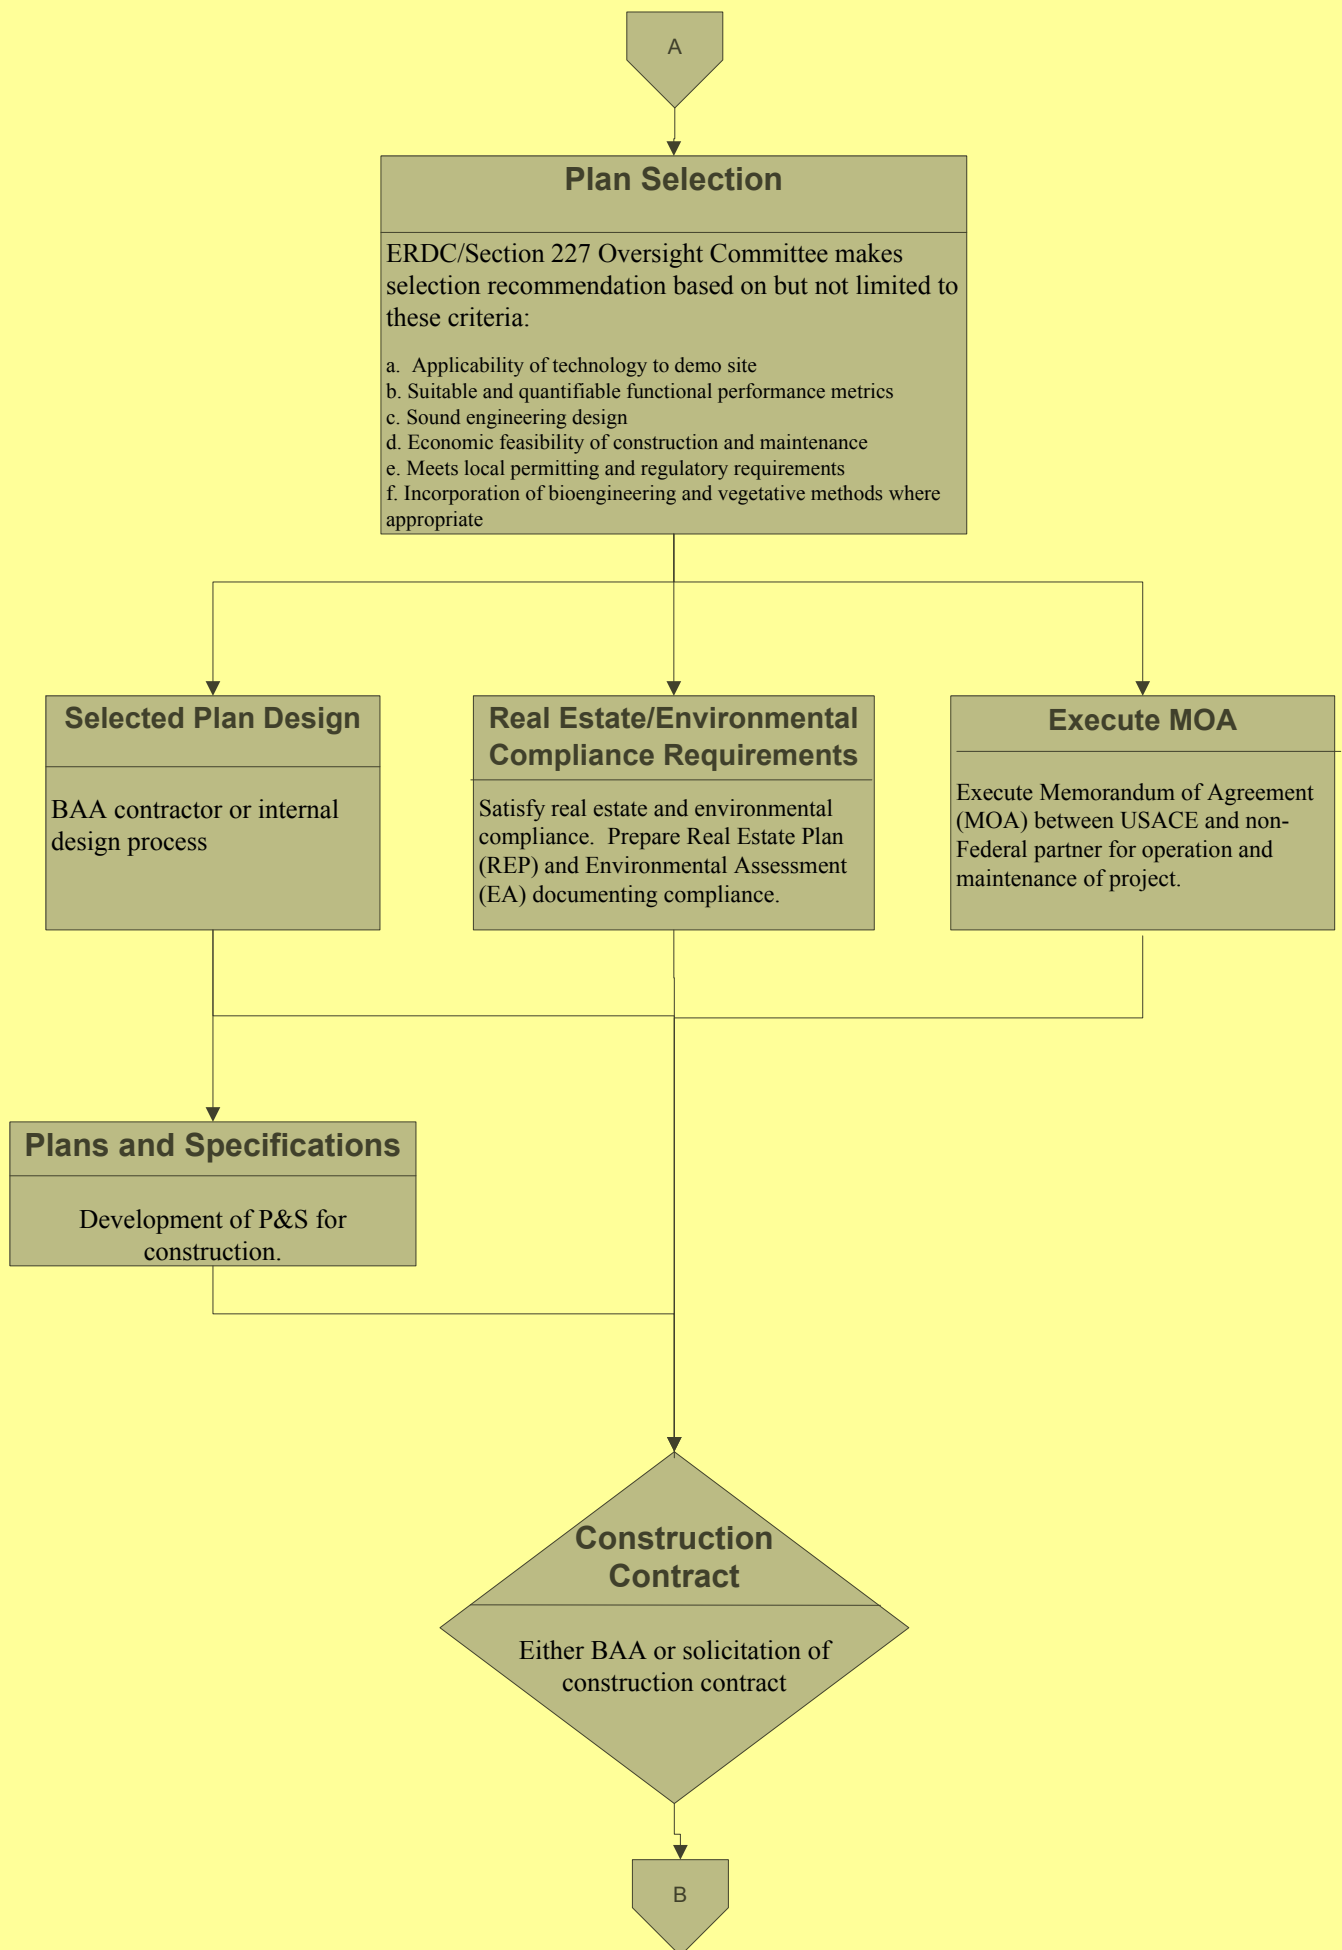 A
Plan Selection
ERDC/Section 227 Oversight Committee makes
selection recommendation based on but not limited to
these criteria:
a.  Applicability of technology to demo site
b. Suitable and quantifiable functional performance metrics
c. Sound engineering design
d. Economic feasibility of construction and maintenance
e. Meets local permitting and regulatory requirements
f. Incorporation of bioengineering and vegetative methods where
appropriate
Selected Plan Design
BAA contractor or internal
design process
Real Estate/Environmental
Compliance Requirements
Satisfy real estate and environmental
compliance.  Prepare Real Estate Plan
(REP) and Environmental Assessment
(EA) documenting compliance.
Execute MOA
Execute Memorandum of Agreement
(MOA) between USACE and non-
Federal partner for operation and
maintenance of project.
Plans and Specifications
Development of P&S for
construction.
Construction
Contract
Either BAA or solicitation of
construction contract
B